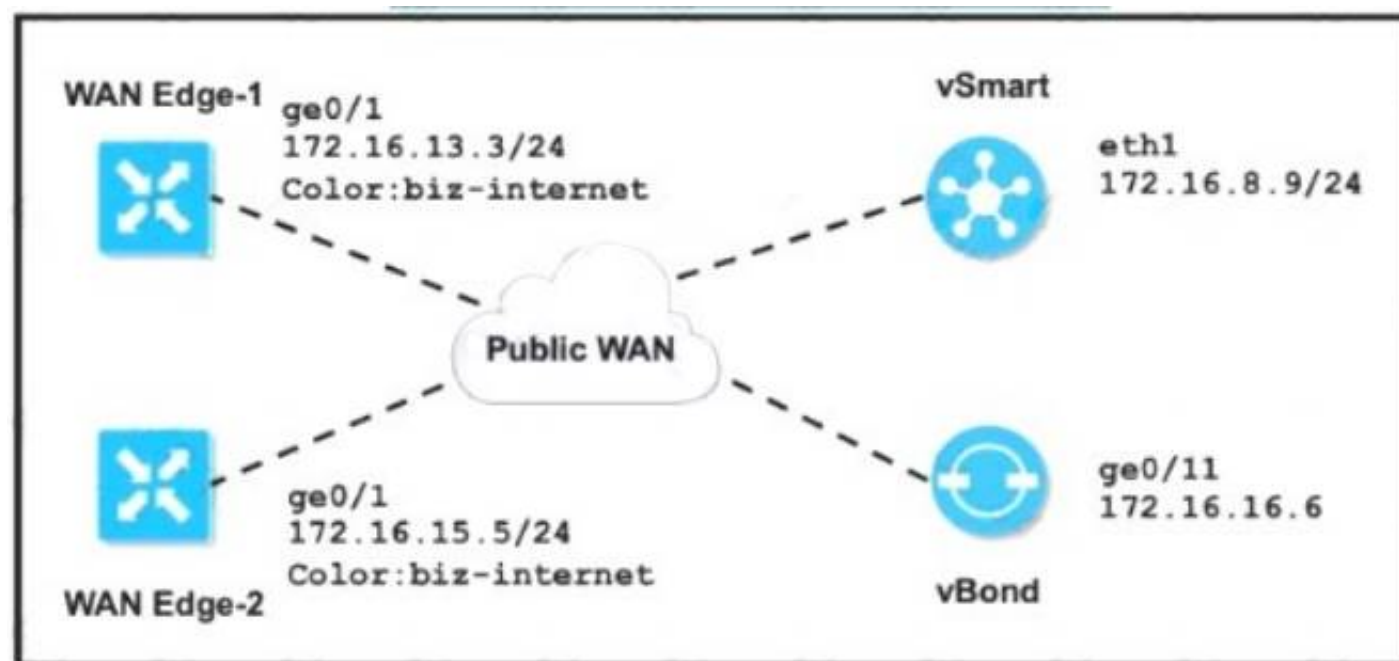 WAN Edge-1
ge0/1
172.16.13.3/24
Color:biz-internet
vSmart
eth1
172.16.8.9/24
Public WAN
ge0/1
172.16.15.5/24
Color:biz-internet
WAN Edge-2
ge0/11
172.16.16.6
vBond